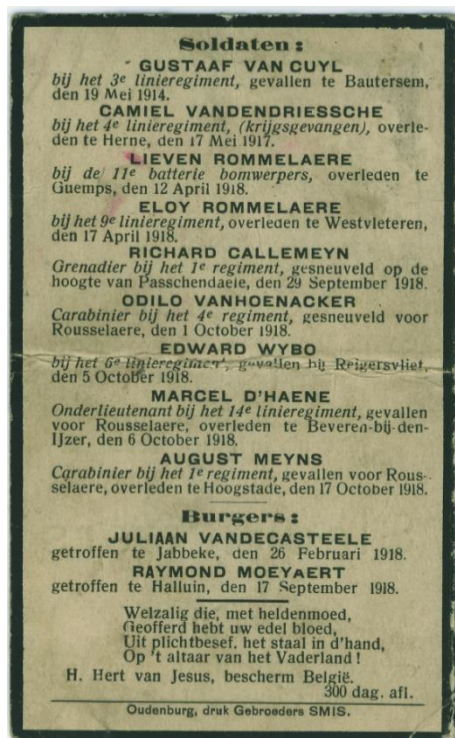 Soldaten:
GUSTAAF VAN CUYL
bij het 3e linieregiment, gevallen te Bautersem,
den 19 Mei 1914.
CAMIEL VANDENDRIESSCHE
bij het 4e linieregiment, (krijgsgevangen), overle-
den te Herne, den 17 Mei 1917.
LIEVEN ROMMELAERE
bij de 11e batterie bomwerpers, overleden te
Guemps, den 12 April 1918.
ELOY ROMMELAERE
bij het 9e linieregiment, overleden te Westvleteren,
den 17 April 1918.
RICHARD CALLEMEYN
Grenadier bij het 1e regiment, gesneuveld op de
hoogte van Passchendaele, den 29 September 1918.
ODILO VANHOENACKER
Carabinier bij het 4e regiment, gesneuveld voor
Rousselaere, den 1 October 1918.
EDWARD WYBO
bij het 6e linieregiment, gevallen bij Reigersvliet,
den 5 October 1918.
MARCEL D'HAENE
Onderlieutenant bij het 14e linieregiment, gevallen
voor Rousselaere, overleden te Beveren-bij-den-
IJzer, den 6 October 1918.
AUGUST MEYNS
Carabinier bij het 1e regiment, gevallen voor Rous-
selaere, overleden te Hoogstade, den 17 October 1918.
Burgers:
JULIAAN VANDECASTEELE
getroffen te Jabbeke, den 26 Februari 1918.
RAYMOND MOEYAERT
getroffen te Halluin, den 17 September 1918.
Welzalig die, met heldenmoed,
Geofferd hebt uw edel bloed,
Uit plichtbesef, het staal in d'hand,
Op 't altaar van het Vaderland!
H. Hert van Jesus, bescherm België.
300 dag. afl.
Oudenburg, druk Gebroeders SMIS.